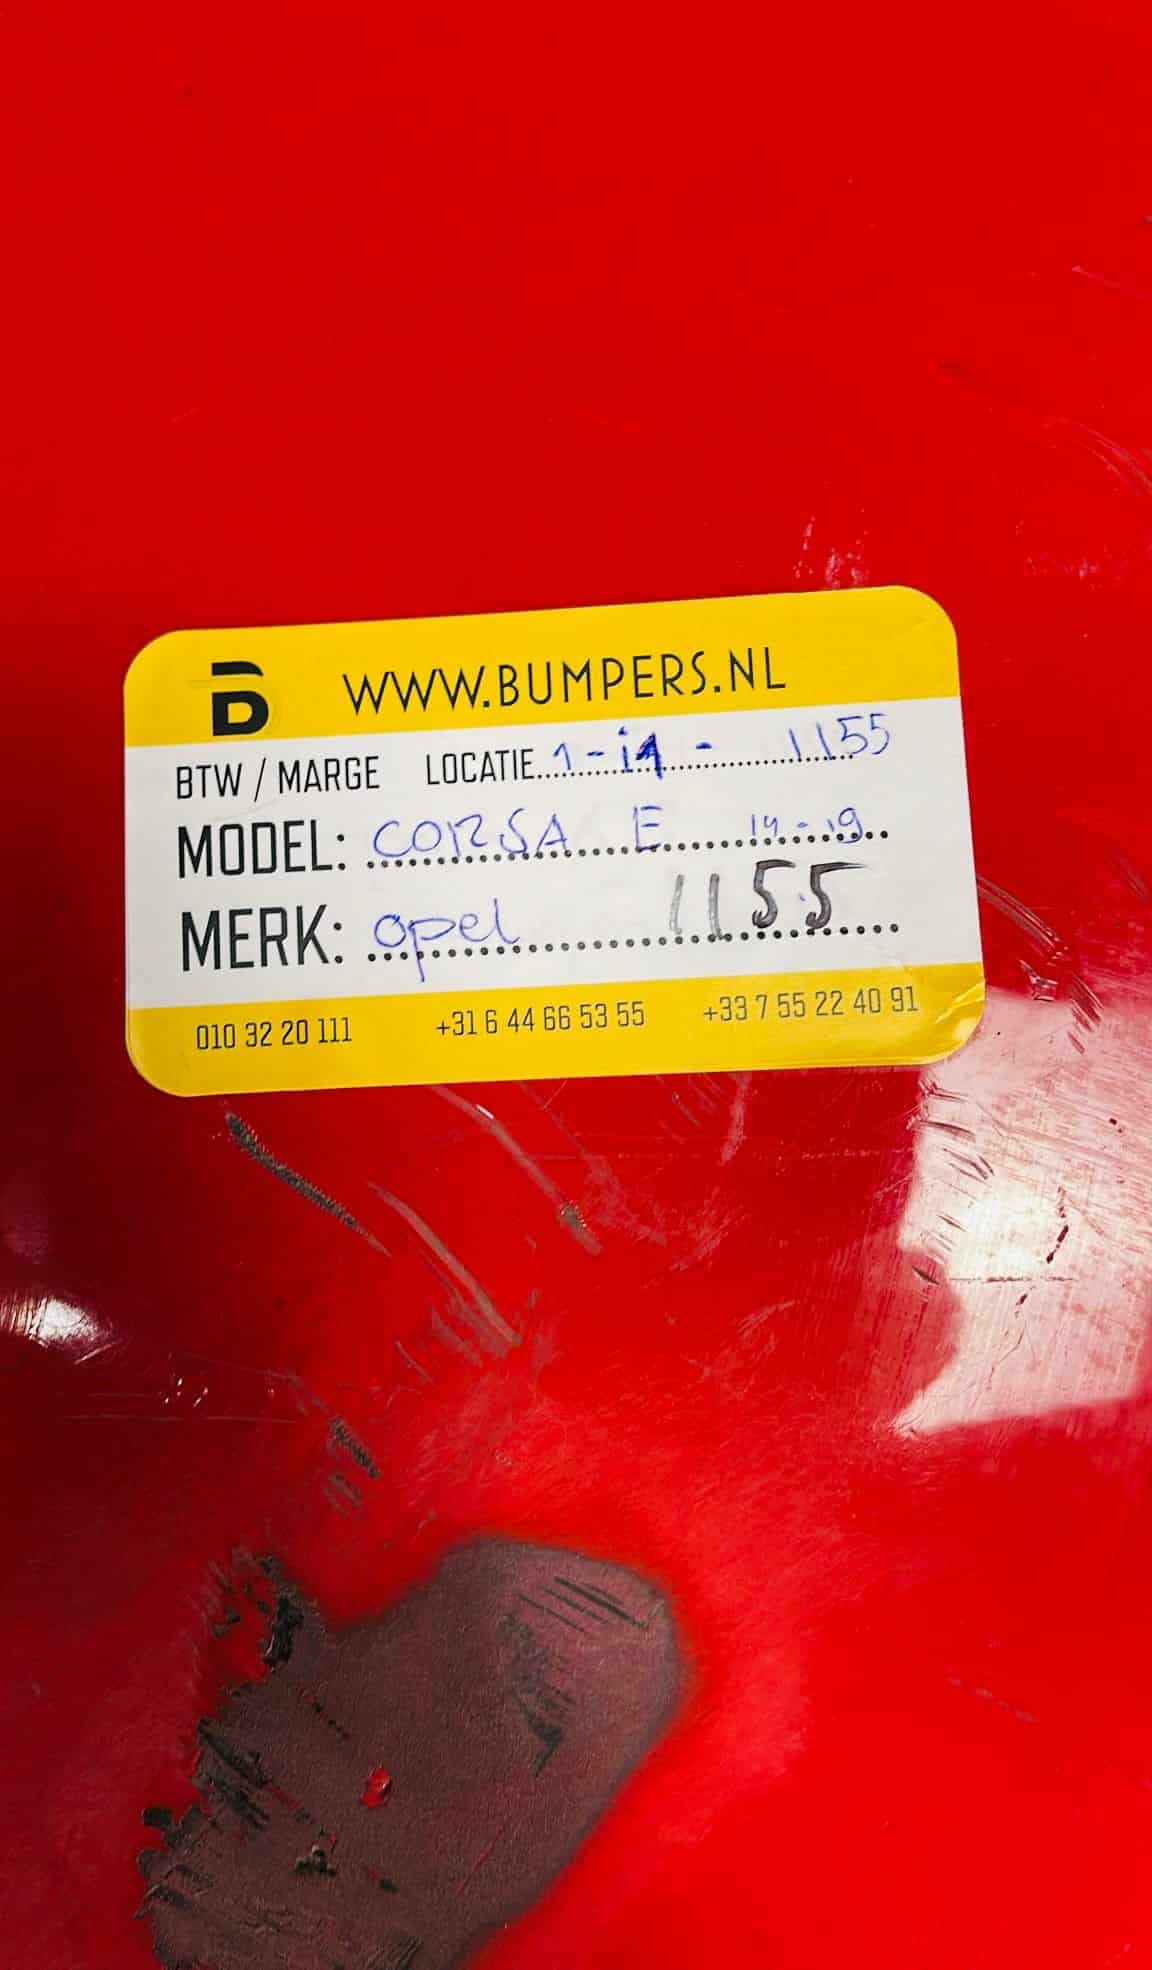 B WWW.BUMPERS.NL
BTW / MARGE LOCATIE 1-i1 - 1155
MODEL: CORSA E 14-19
MERK: opel 1155
010 32 20 111 +31 6 44 66 53 55 +33 7 55 22 40 91